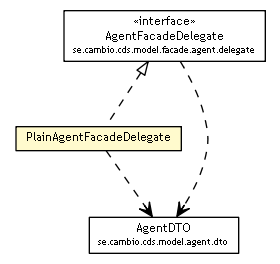 «interface»
AgentFacadeDelegate
se.cambio.cds.model.facade.agent.delegate
PlainAgentFacadeDelegate
AgentDTO
se.cambio.cds.model.agent.dto